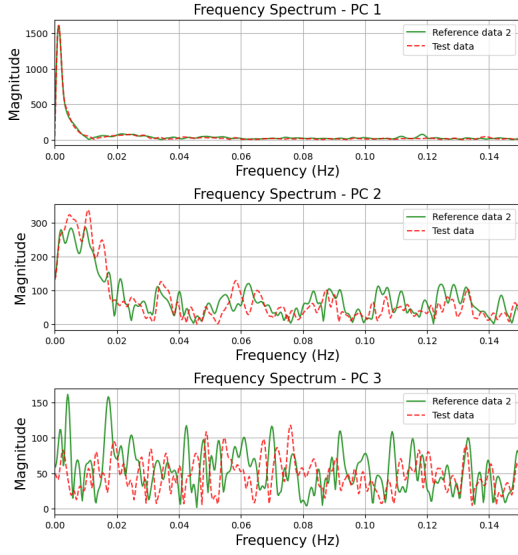 Frequency Spectrum - PC 1
Magnitude
1500
1000
500
0
Reference data 2
Test data
0.00 0.02 0.04 0.06 0.08 0.10 0.12 0.14
Frequency (Hz)
Frequency Spectrum - PC 2
Magnitude
300
200
100
0
Reference data 2
Test data
0.00 0.02 0.04 0.06 0.08 0.10 0.12 0.14
Frequency (Hz)
Frequency Spectrum - PC 3
Magnitude
150
100
50
0
Reference data 2
Test data
0.00 0.02 0.04 0.06 0.08 0.10 0.12 0.14
Frequency (Hz)